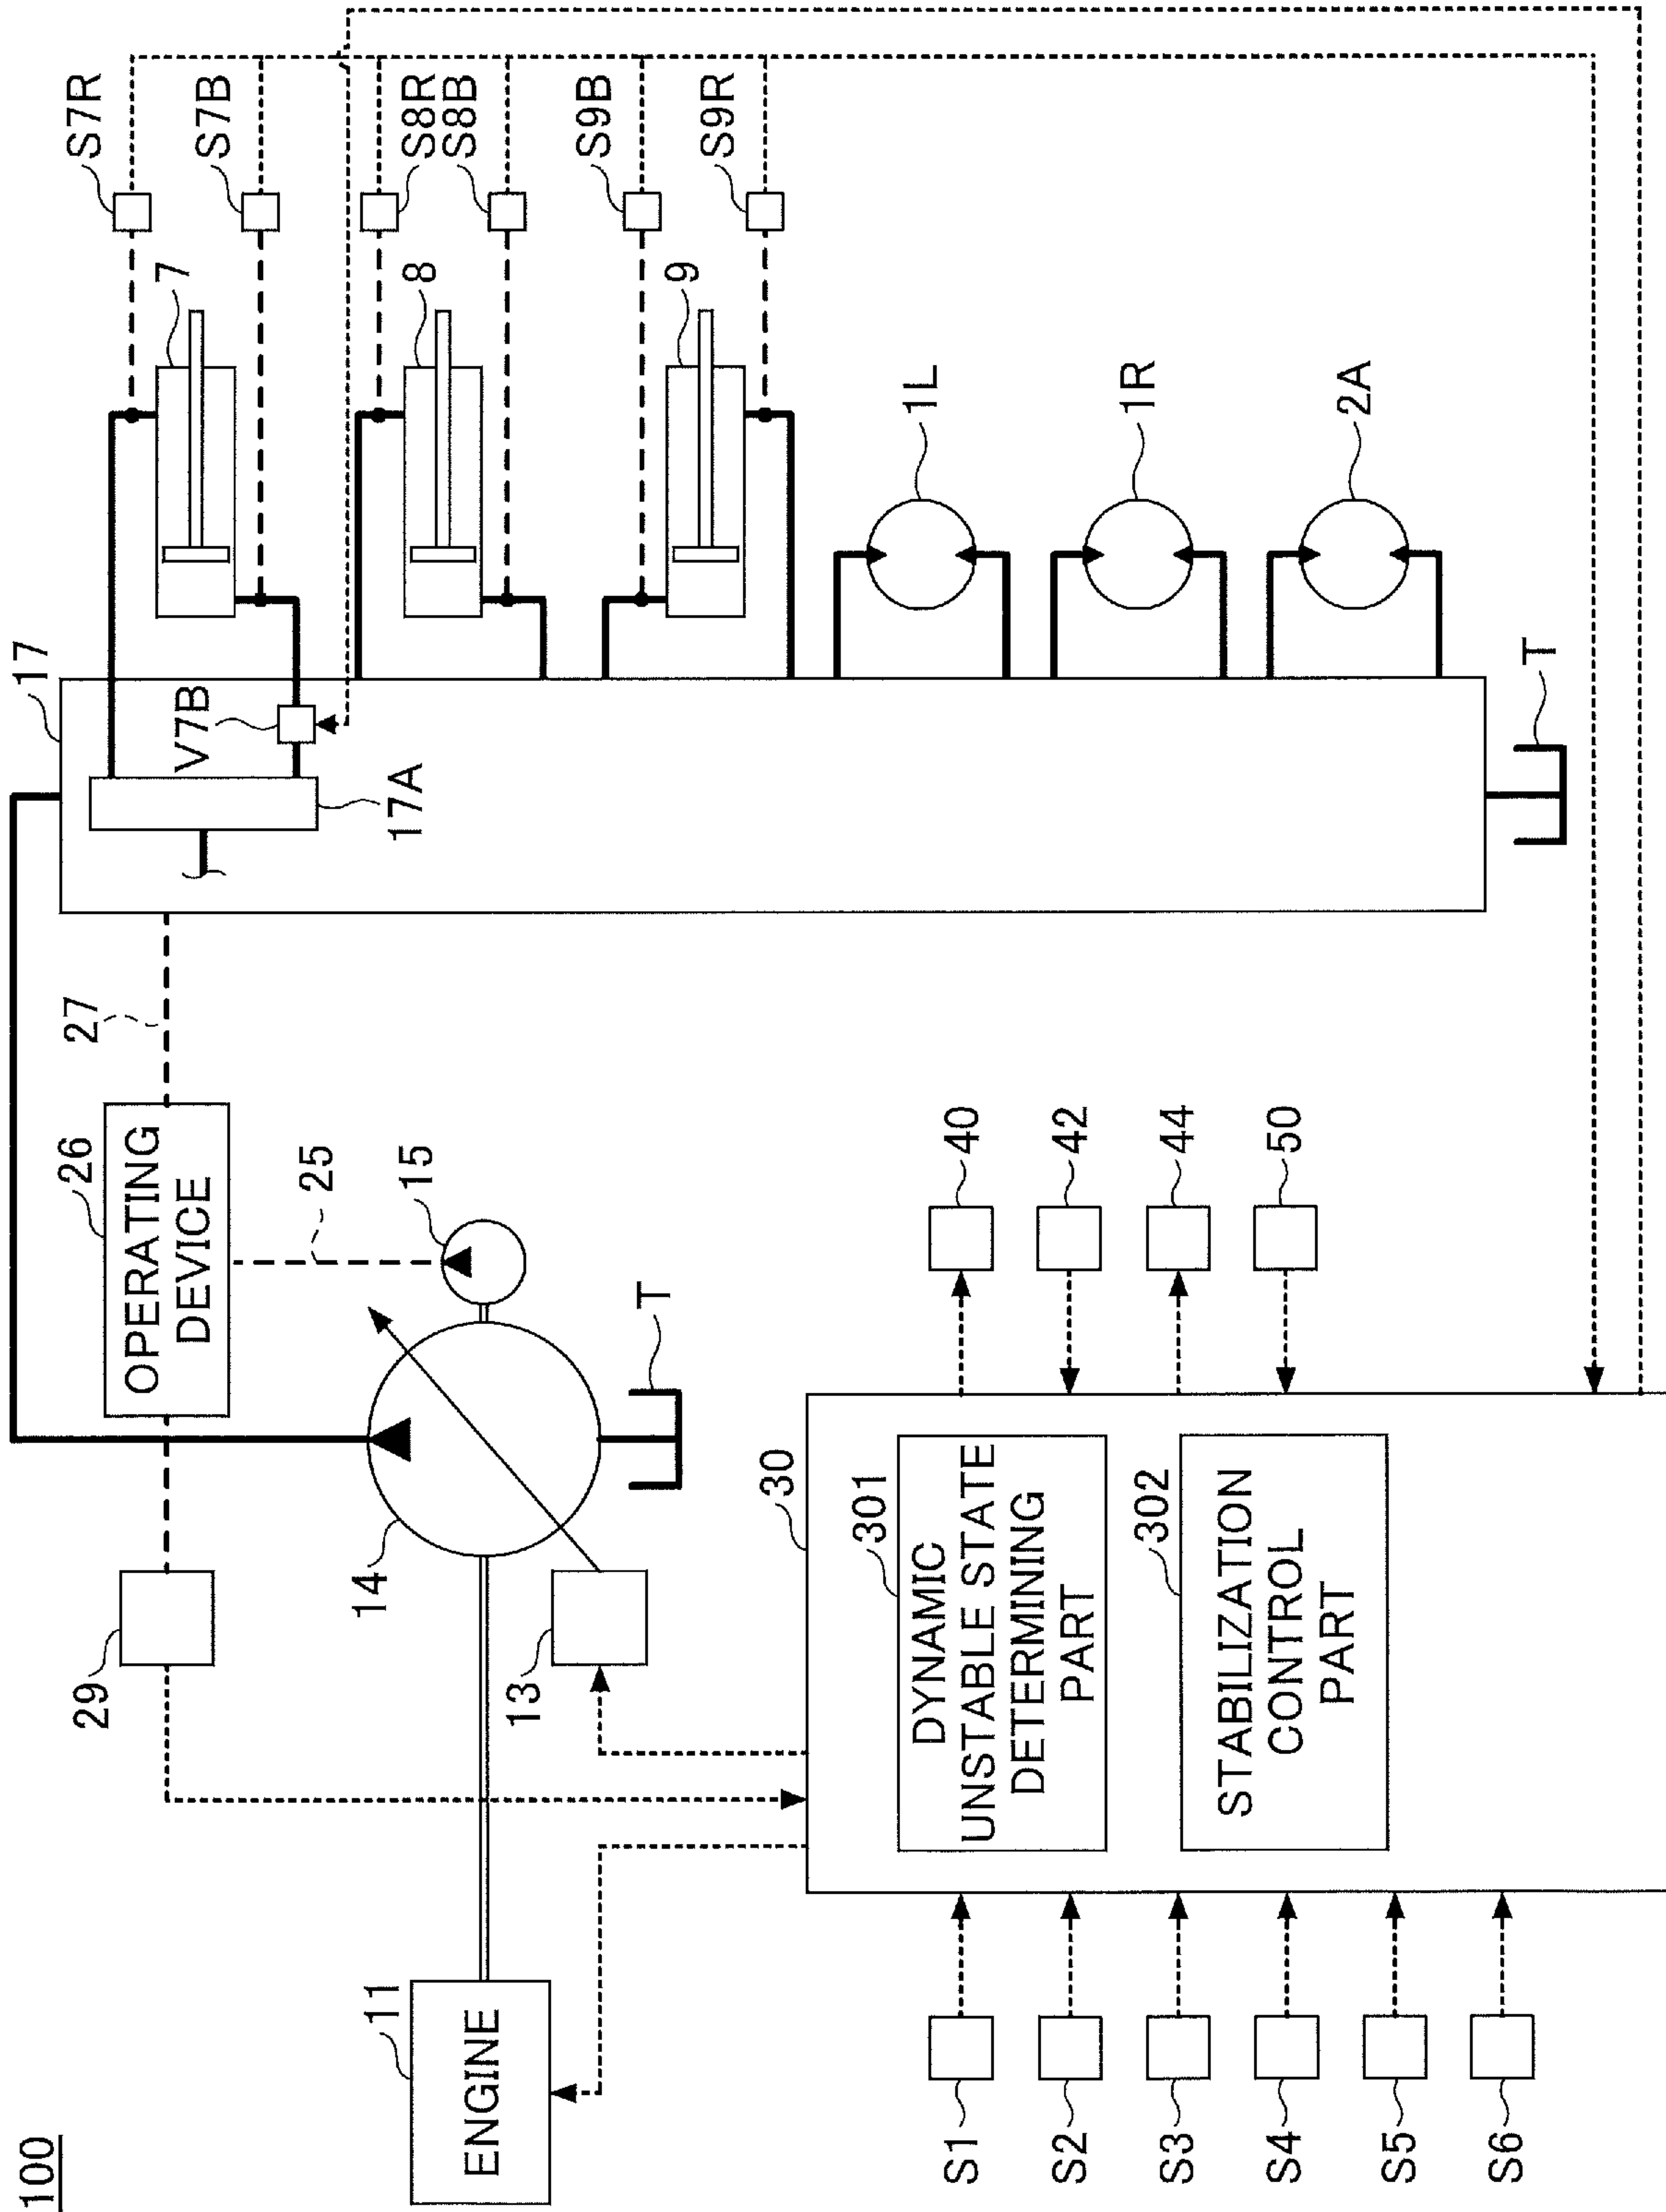 100
ENGINE
11
29
26
OPERATING
DEVICE
27
25
15
14
13
T
17
V7B
17A
7
8
9
S7R
S7B
S8R
S8B
S9B
S9R
1L
1R
2A
T
30
301
DYNAMIC
UNSTABLE STATE
DETERMINING
PART
302
STABILIZATION
CONTROL
PART
S1
S2
S3
S4
S5
S6
40
42
44
50